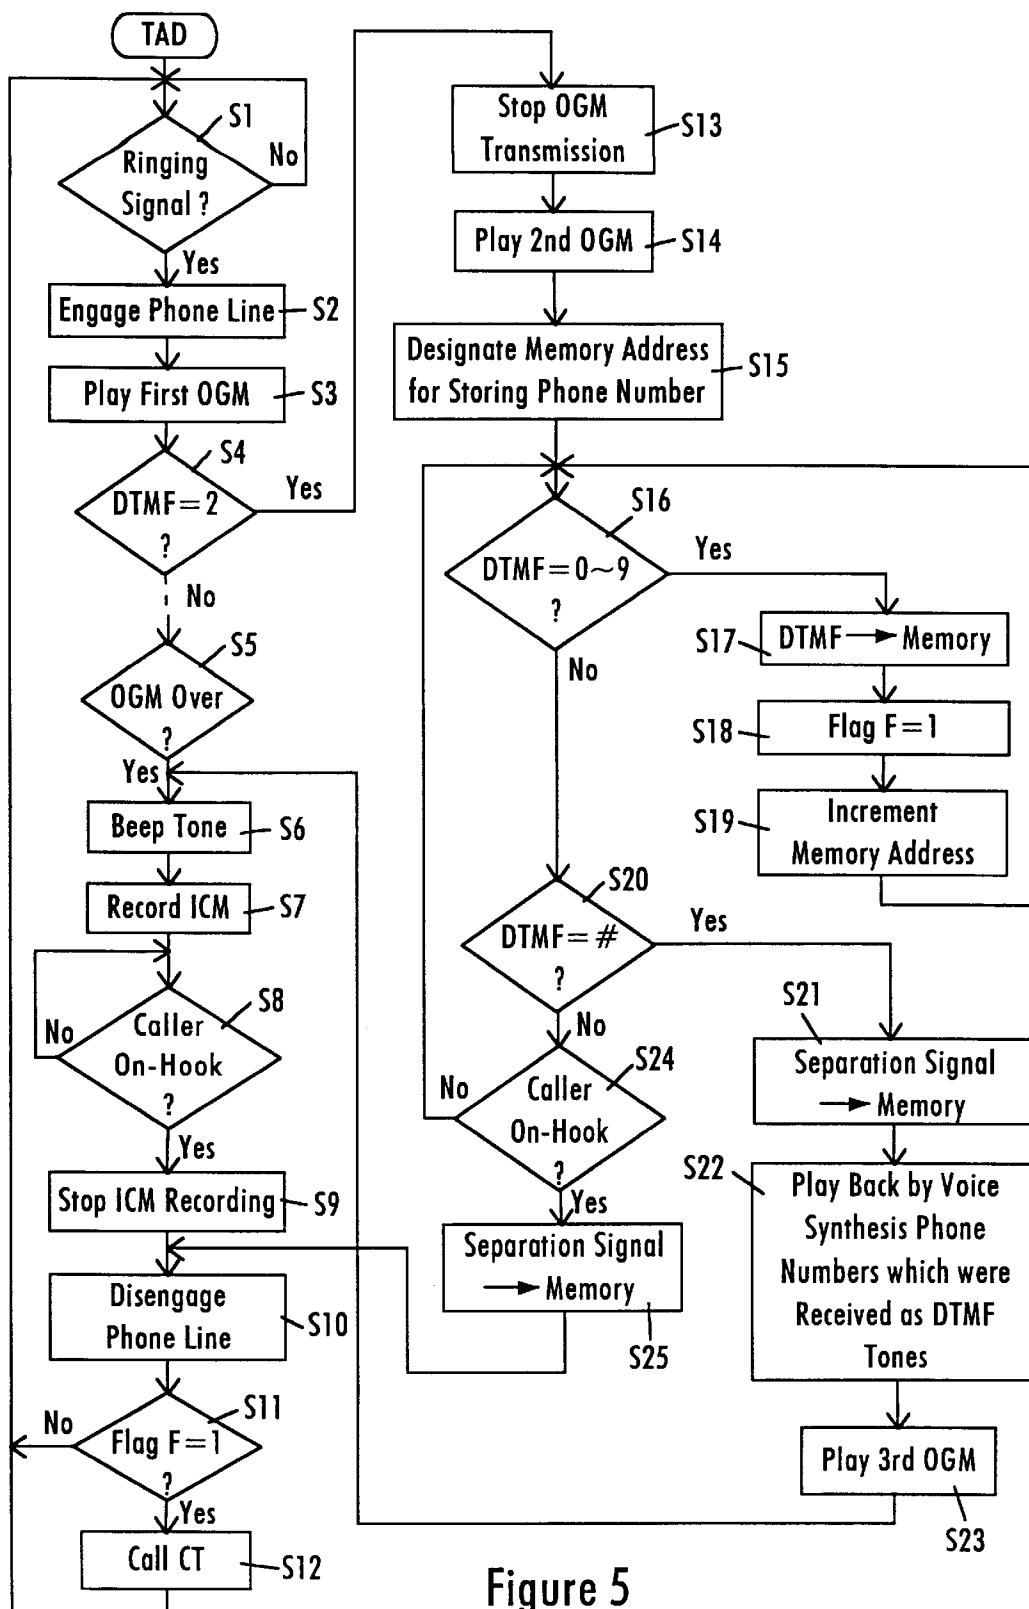 TAD
S1
Ringing
Signal ?
No
Yes
Engage Phone Line
S2
Play First OGM
S3
S4
DTMF=2
?
Yes
No
S5
OGM Over
?
Yes
Beep Tone
S6
Record ICM
S7
S8
Caller
On-Hook
?
No
Yes
Stop ICM Recording
S9
Disengage
Phone Line
S10
S11
No
Flag F=1
?
Yes
Call CT
S12
Stop OGM
Transmission
S13
Play 2nd OGM
S14
Designate Memory Address
for Storing Phone Number
S15
S16
DTMF=0~9
?
Yes
No
S17
DTMF → Memory
S18
Flag F=1
S19
Increment
Memory Address
S20
DTMF=#
?
Yes
No
S21
Separation Signal
→ Memory
S22
Play Back by Voice
Synthesis Phone
Numbers which were
Received as DTMF
Tones
Play 3rd OGM
S23
S24
No
Caller
On-Hook
?
Yes
Separation Signal
→ Memory
S25
Figure 5